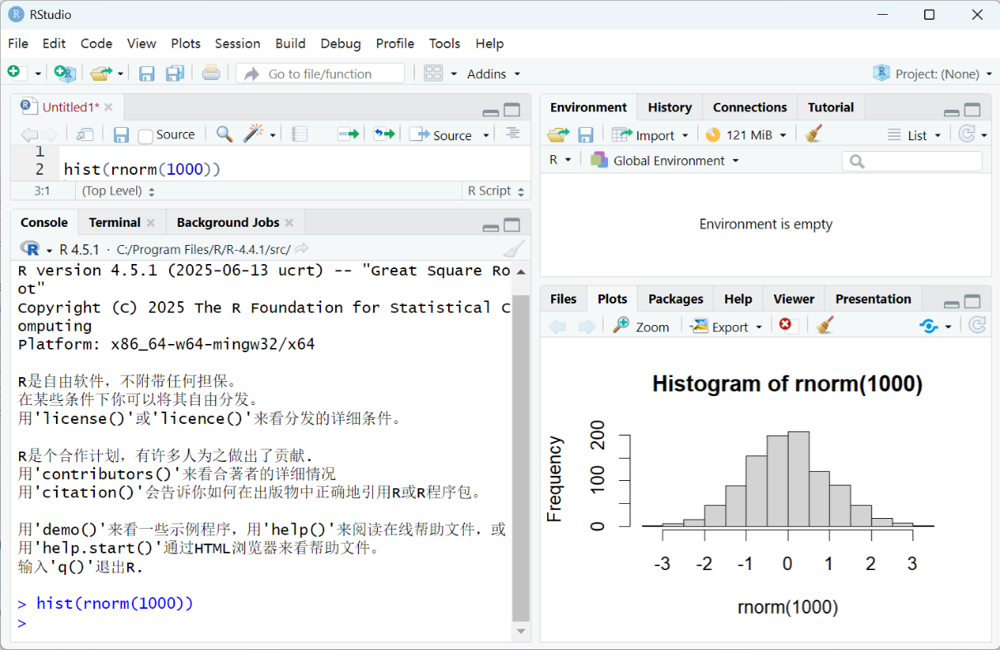 RStudio
File Edit Code View Plots Session Build Debug Profile Tools Help
Go to file/function Addins Project: (None)
Untitled1*
Source Source
1
2 hist(rnorm(1000))
3:1 (Top Level) R Script
Console Terminal Background Jobs
R 4.5.1 · C:/Program Files/R/R-4.4.1/src/
R version 4.5.1 (2025-06-13 ucrt) -- "Great Square Ro
ot"
Copyright (C) 2025 The R Foundation for Statistical C
omputing
Platform: x86_64-w64-mingw32/x64
R是自由软件，不附带任何担保。
在某些条件下你可以将其自由分发。
用'license()'或'licence()'来看分发的详细条件。
R是个合作计划，有许多人为之做出了贡献.
用'contributors()'来看合著者的详细情况
用'citation()'会告诉你如何在出版物中正确地引用R或R程序包。
用'demo()'来看一些示例程序，用'help()'来阅读在线帮助文件，或
用'help.start()'通过HTML浏览器来看帮助文件。
输入'q()'退出R.
> hist(rnorm(1000))
>
Environment History Connections Tutorial
Import 121 MiB List
R Global Environment
Environment is empty
Files Plots Packages Help Viewer Presentation
Zoom Export
Histogram of rnorm(1000)
Frequency
200
100
0
-3 -2 -1 0 1 2 3
rnorm(1000)